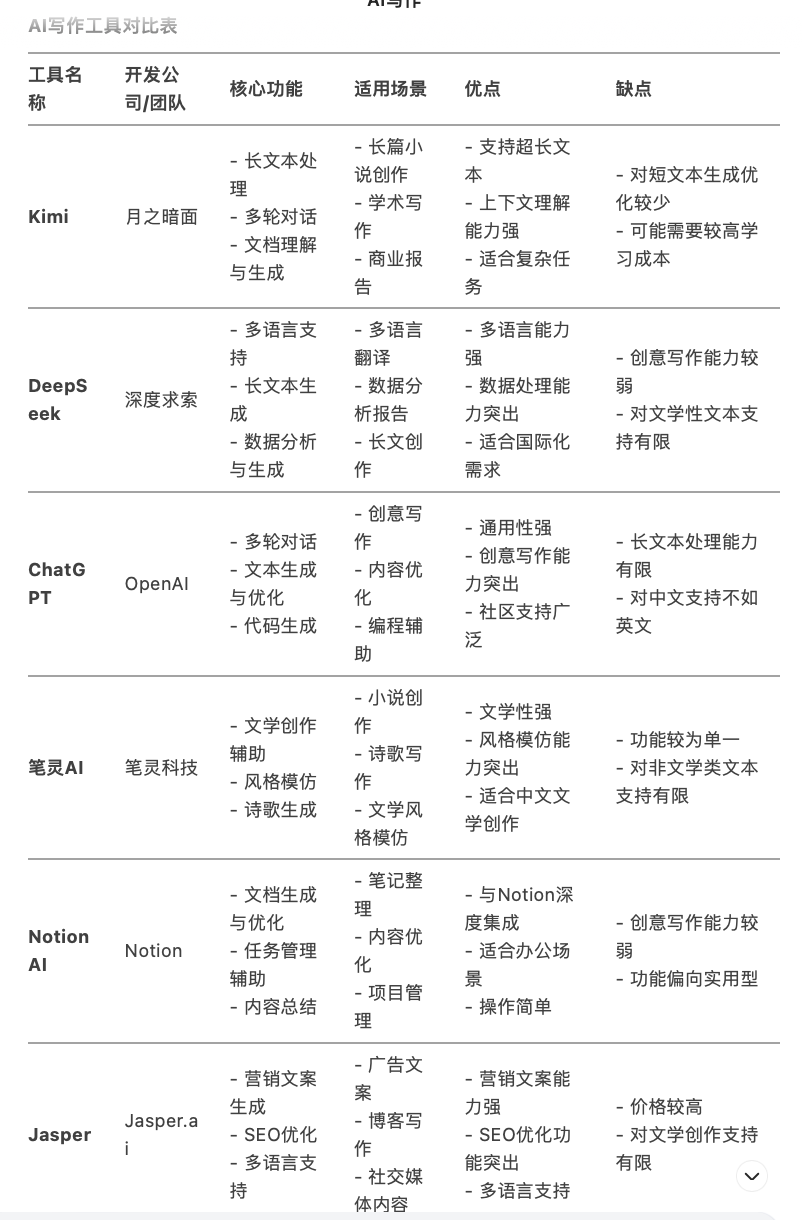 AI写作
AI写作工具对比表
工具名
称
开发公
司/团队
核心功能
适用场景
优点
缺点
Kimi
月之暗面
- 长文本处
理
- 多轮对话
- 文档理解
与生成
- 长篇小
说创作
- 学术写
作
- 商业报
告
- 支持超长文
本
- 上下文理解
能力强
- 适合复杂任
务
- 对短文本生成优
化较少
- 可能需要较高学
习成本
DeepS
eek
深度求索
- 多语言支
持
- 长文本生
成
- 数据分析
与生成
- 多语言
翻译
- 数据分
析报告
- 长文创
作
- 多语言能力
强
- 数据处理能
力突出
- 适合国际化
需求
- 创意写作能力较
弱
- 对文学性文本支
持有限
ChatG
PT
OpenAI
- 多轮对话
- 文本生成
与优化
- 代码生成
- 创意写
作
- 内容优
化
- 编程辅
助
- 通用性强
- 创意写作能
力突出
- 社区支持广
泛
- 长文本处理能力
有限
- 对中文支持不如
英文
笔灵AI
笔灵科技
- 文学创作
辅助
- 风格模仿
- 诗歌生成
- 小说创
作
- 诗歌写
作
- 文学风
格模仿
- 文学性强
- 风格模仿能
力突出
- 适合中文文
学创作
- 功能较为单一
- 对非文学类文本
支持有限
Notion
AI
Notion
- 文档生成
与优化
- 任务管理
辅助
- 内容总结
- 笔记整
理
- 内容优
化
- 项目管
理
- 与Notion深
度集成
- 适合办公场
景
- 操作简单
- 创意写作能力较
弱
- 功能偏向实用型
Jasper
Jasper.a
i
- 营销文案
生成
- SEO优化
- 多语言支
持
- 广告文
案
- 博客写
作
- 社交媒
体内容
- 营销文案能
力强
- SEO优化功
能突出
- 多语言支持
- 价格较高
- 对文学创作支持
有限